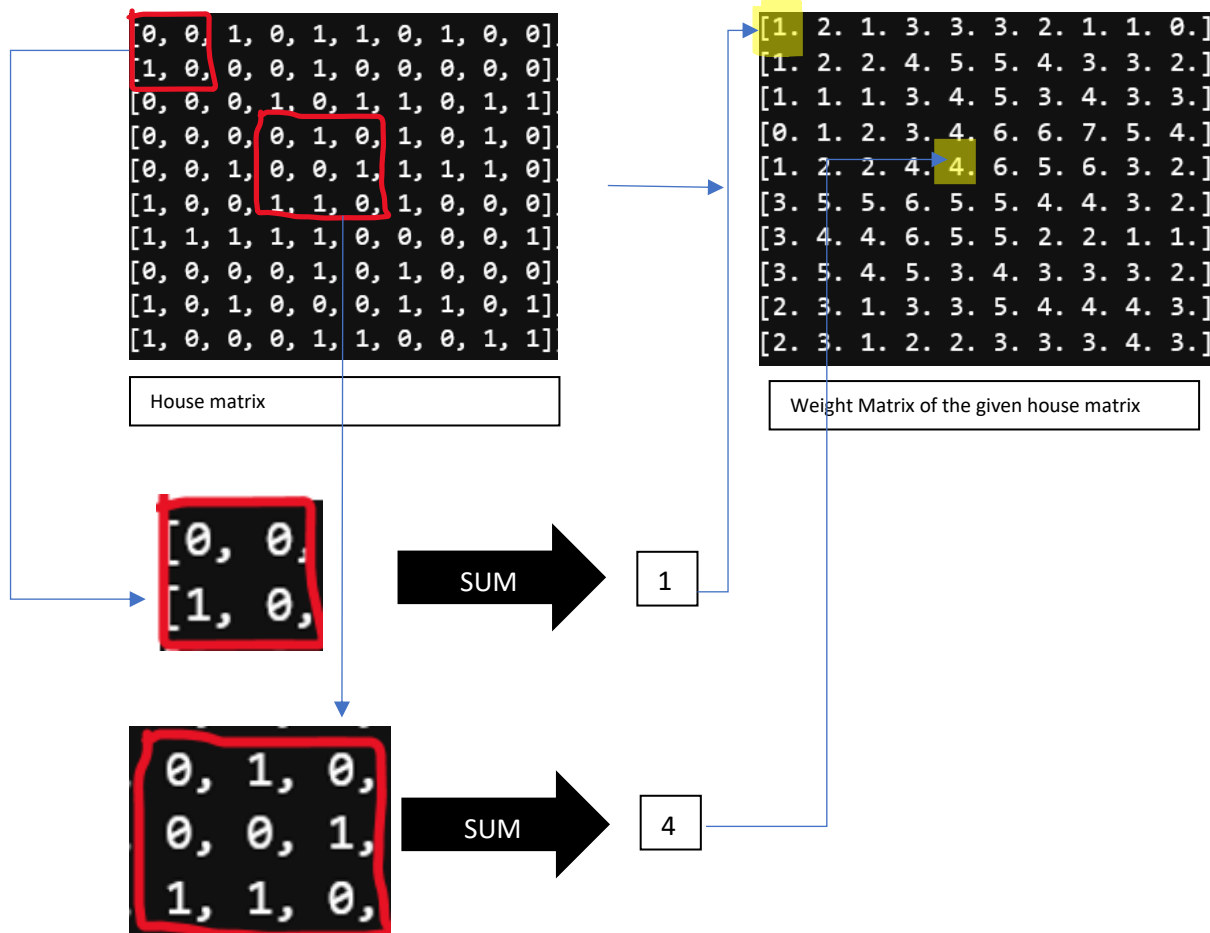 [0, 0, 1, 0, 1, 1, 0, 1, 0, 0],
[1, 0, 0, 0, 1, 0, 0, 0, 0, 0],
[0, 0, 0, 1, 0, 1, 1, 0, 1, 1]
[0, 0, 0, 0, 1, 0, 1, 0, 1, 0],
[0, 0, 1, 0, 0, 1, 1, 1, 1, 0]
[1, 0, 0, 1, 1, 0, 1, 0, 0, 0],
[1, 1, 1, 1, 1, 0, 0, 0, 0, 1],
[0, 0, 0, 0, 1, 0, 1, 0, 0, 0]
[1, 0, 1, 0, 0, 0, 1, 1, 0, 1],
[1, 0, 0, 0, 1, 1, 0, 0, 1, 1]]
House matrix
[1. 2. 1. 3. 3. 3. 2. 1. 1. 0.]
[1. 2. 2. 4. 5. 5. 4. 3. 3. 2.]
[1. 1. 1. 3. 4. 5. 3. 4. 3. 3.]
[0. 1. 2. 3. 4. 6. 6. 7. 5. 4.]
[1. 2. 2. 4. 4. 6. 5. 6. 3. 2.]
[3. 5. 5. 6. 5. 5. 4. 4. 3. 2.]
[3. 4. 4. 6. 5. 5. 2. 2. 1. 1.]
[3. 5. 4. 5. 3. 4. 3. 3. 3. 2.]
[2. 3. 1. 3. 3. 5. 4. 4. 4. 3.]
[2. 3. 1. 2. 2. 3. 3. 3. 4. 3.]
Weight Matrix of the given house matrix
[0, 0,
[1, 0,
SUM
1
0, 1, 0,
0, 0, 1,
1, 1, 0,
SUM
4